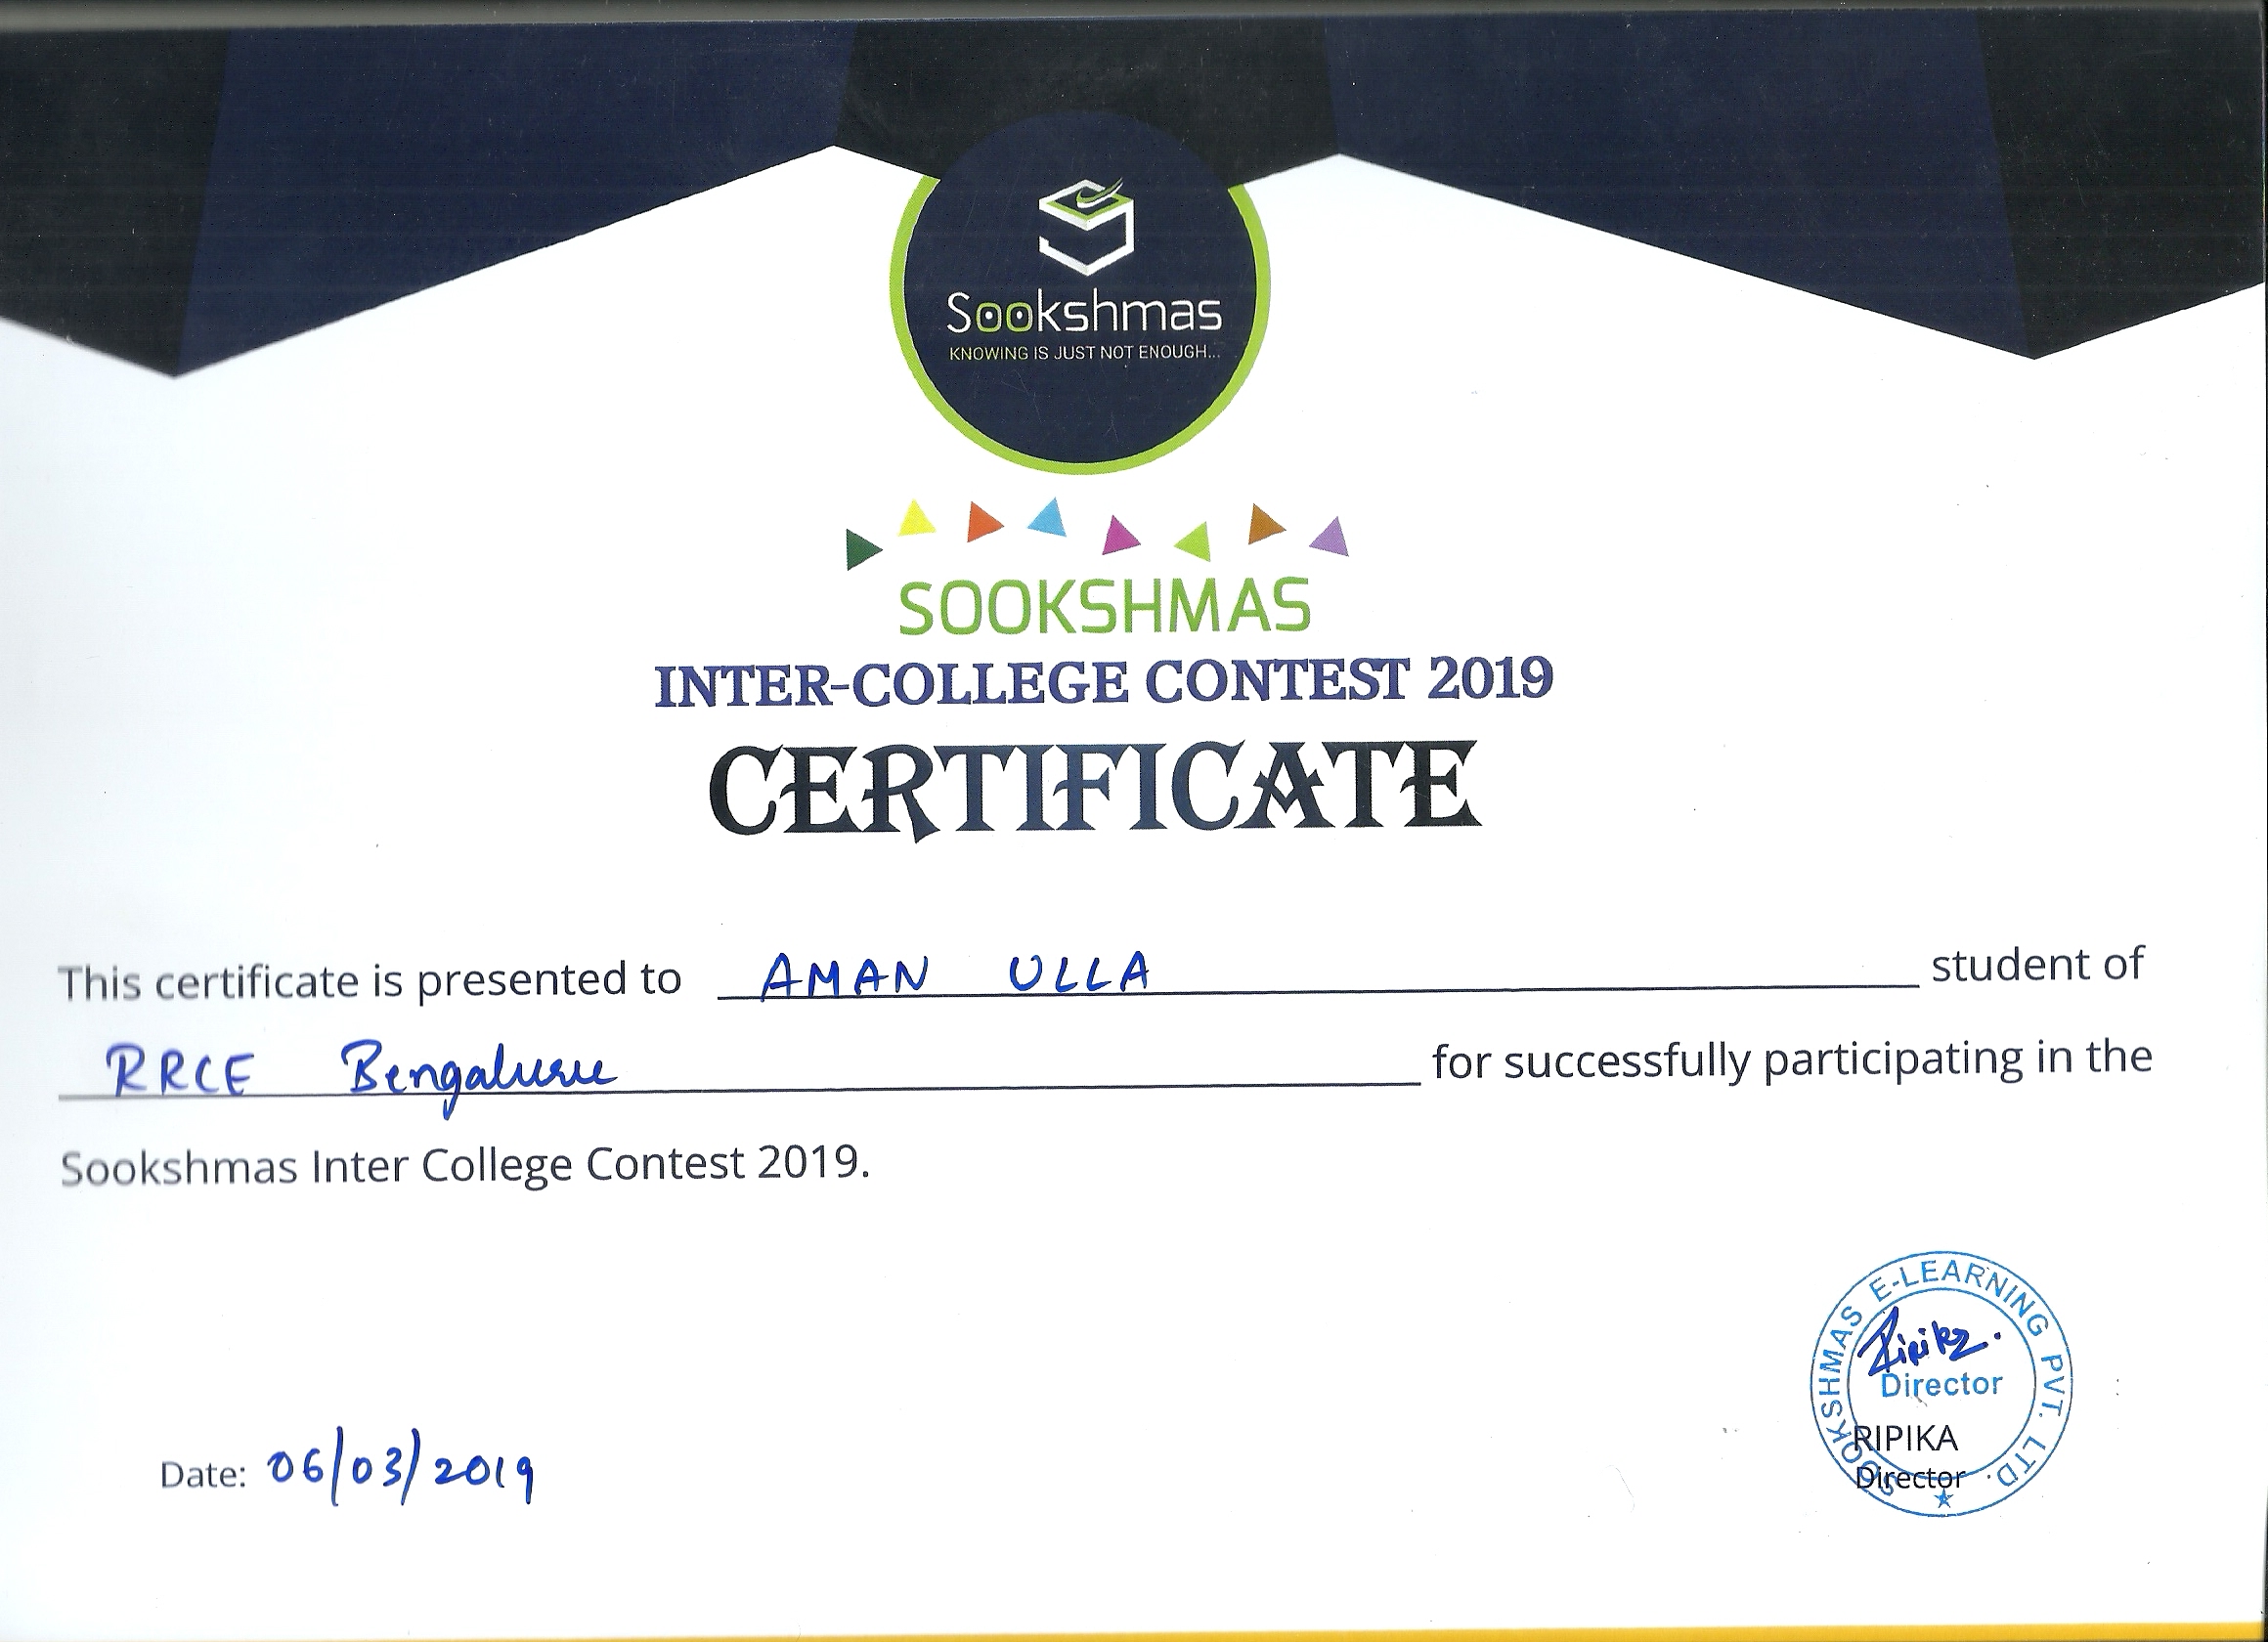 Sookshmas
KNOWING IS JUST NOT ENOUGH...
SOOKSHMAS
INTER-COLLEGE CONTEST 2019
CERTIFICATE
This certificate is presented to AMAN ULLA student of
RRCE Bengaluru for successfully participating in the
Sookshmas Inter College Contest 2019.
SOOKSHMAS E-LEARNING PVT. LTD.
Ripika
Director
RIPIKA
Director
Date: 06/03/2019